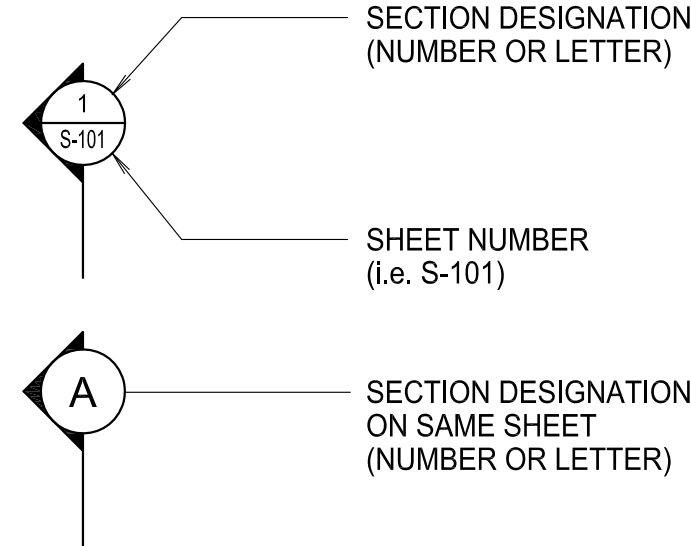 SECTION DESIGNATION
(NUMBER OR LETTER)
1
S-101
SHEET NUMBER
(i.e. S-101)
A
SECTION DESIGNATION
ON SAME SHEET
(NUMBER OR LETTER)